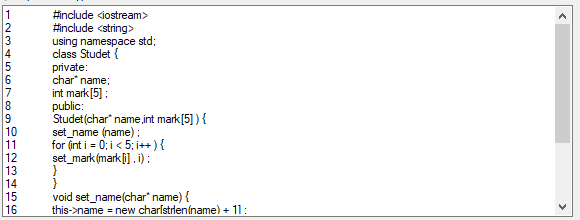 1 #include <iostream>
2 #include <string>
3 using namespace std;
4 class Studet {
5 private:
6 char* name;
7 int mark[5] ;
8 public:
9 Studet(char* name,int mark[5] ) {
10 set_name (name) ;
11 for (int i = 0; i < 5; i++ ) {
12 set_mark(mark[i] , i) ;
13 }
14 }
15 void set_name(char* name) {
16 this->name = new char[strlen(name) + 1] ;